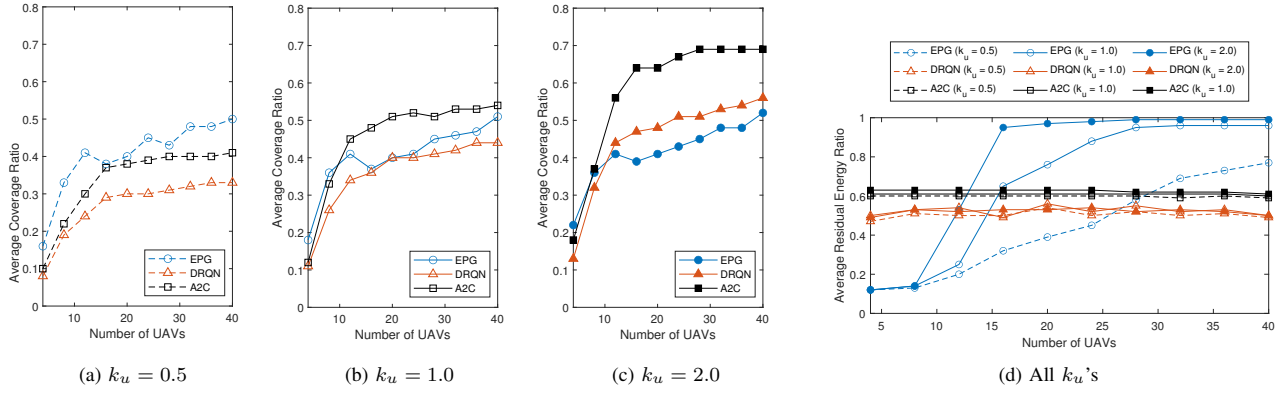 0.8
0.7
0.6
0.5
0.4
0.3
0.2
0.1
0
Average Coverage Ratio
10 20 30 40
Number of UAVs
EPG
DRQN
A2C
(a) k_u = 0.5
0.8
0.7
0.6
0.5
0.4
0.3
0.2
0.1
0
Average Coverage Ratio
10 20 30 40
Number of UAVs
EPG
DRQN
A2C
(b) k_u = 1.0
0.8
0.7
0.6
0.5
0.4
0.3
0.2
0.1
0
Average Coverage Ratio
10 20 30 40
Number of UAVs
EPG
DRQN
A2C
(c) k_u = 2.0
EPG (k_u = 0.5) EPG (k_u = 1.0) EPG (k_u = 2.0)
DRQN (k_u = 0.5) DRQN (k_u = 1.0) DRQN (k_u = 2.0)
A2C (k_u = 0.5) A2C (k_u = 1.0) A2C (k_u = 1.0)
1
0.8
0.6
0.4
0.2
0
Average Residual Energy Ratio
5 10 15 20 25 30 35 40
Number of UAVs
(d) All k_u's